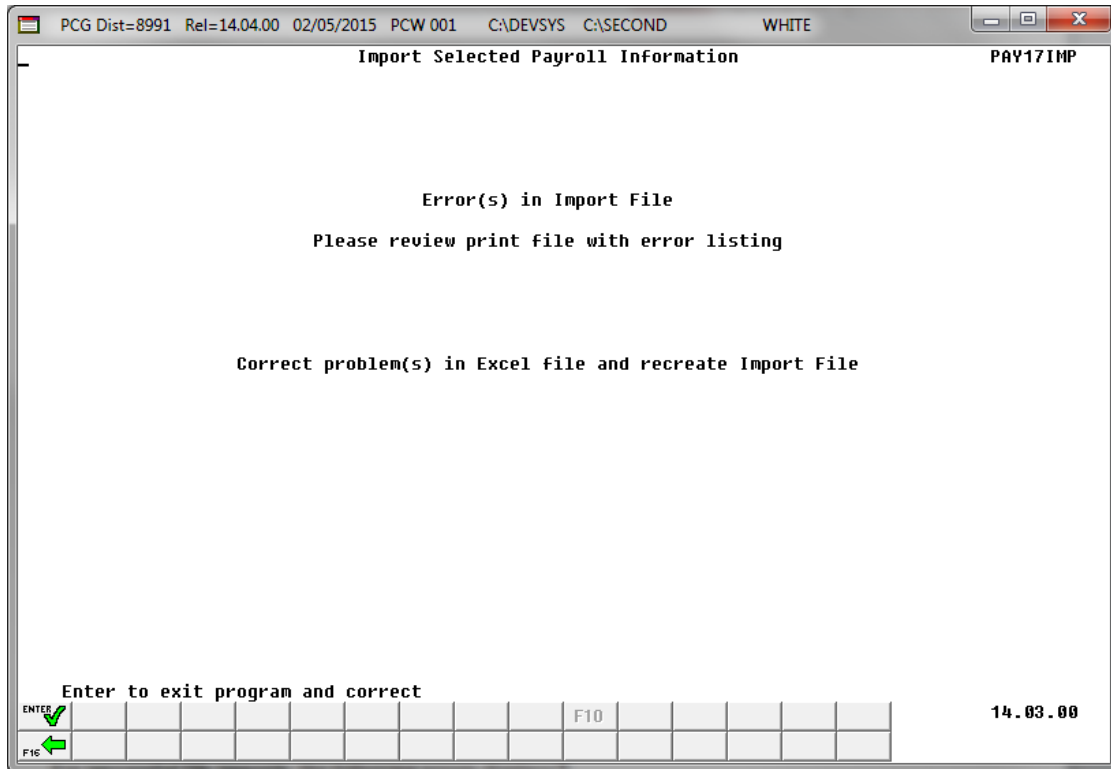 PCG Dist=8991 Rel=14.04.00 02/05/2015 PCW 001 C:\DEVSYS C:\SECOND WHITE
Import Selected Payroll Information PAY17IMP
Error(s) in Import File
Please review print file with error listing
Correct problem(s) in Excel file and recreate Import File
Enter to exit program and correct
ENTER F10 14.03.00
F16